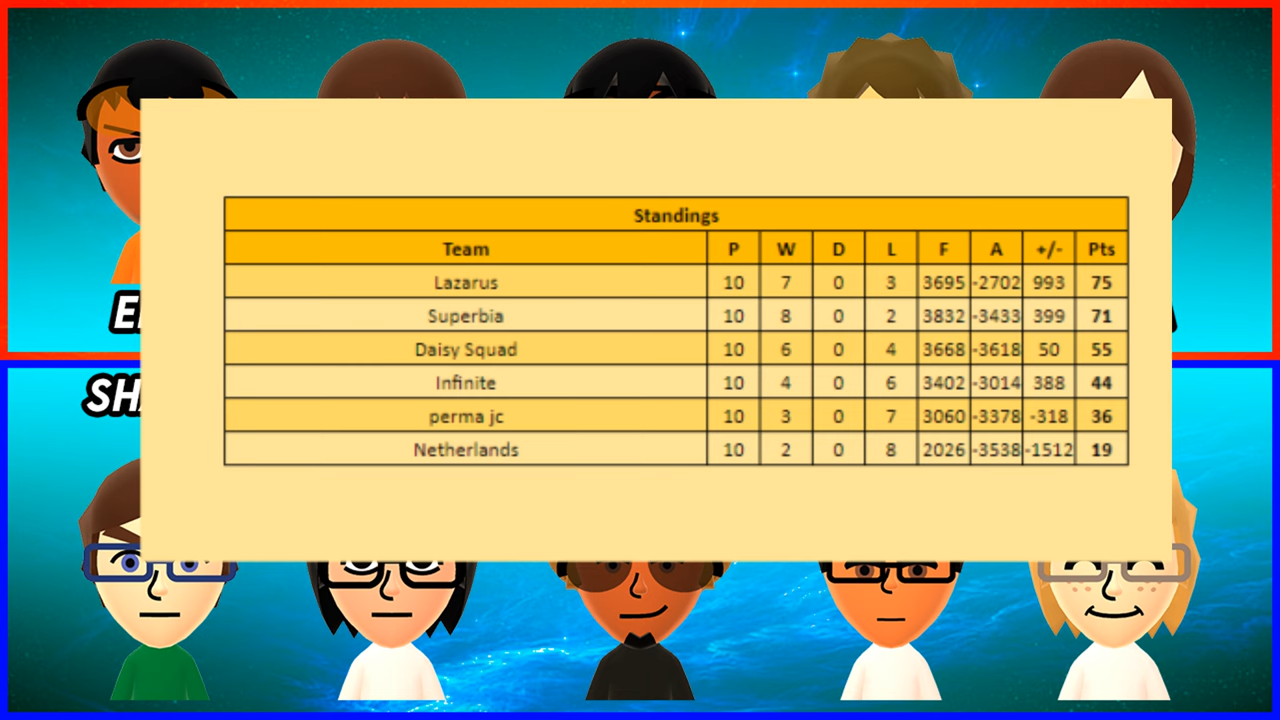 Standings
Team P W D L F A +/- Pts
Lazarus 10 7 0 3 3695 -2702 993 75
Superbia 10 8 0 2 3832 -3433 399 71
Daisy Squad 10 6 0 4 3668 -3618 50 55
Infinite 10 4 0 6 3402 -3014 388 44
perma jc 10 3 0 7 3060 -3378 -318 36
Netherlands 10 2 0 8 2026 -3538 -1512 19